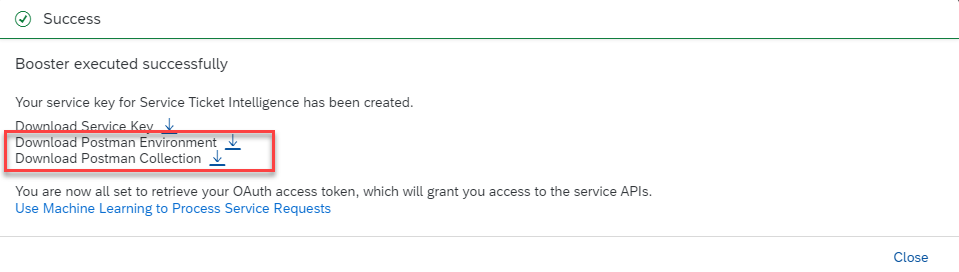 Success
Booster executed successfully
Your service key for Service Ticket Intelligence has been created.
Download Service Key
Download Postman Environment
Download Postman Collection
You are now all set to retrieve your OAuth access token, which will grant you access to the service APIs.
Use Machine Learning to Process Service Requests
Close